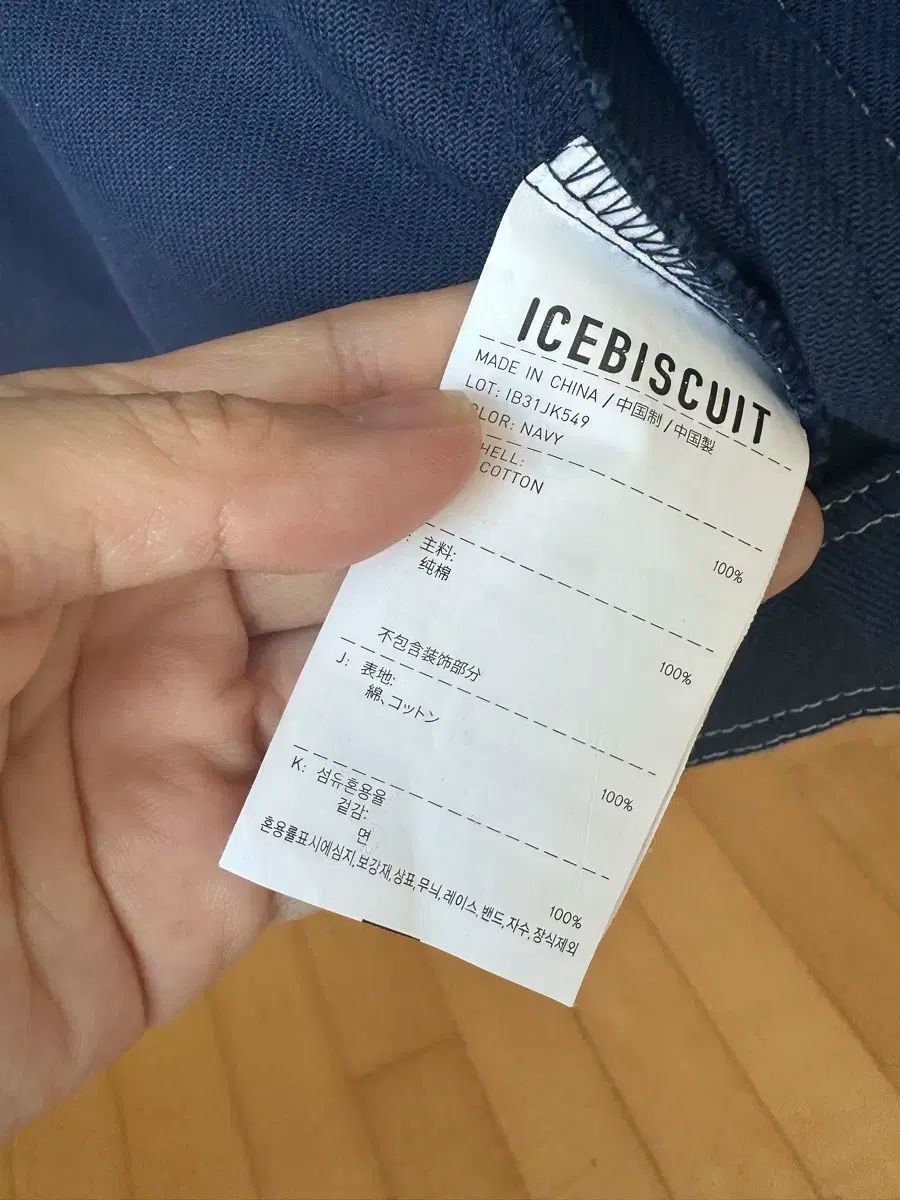 ICEBISCUIT
MADE IN CHINA / 中国制 / 中国製
LOT: IB31JK549
OLOR: NAVY
HELL:
COTTON
100%
主料:
纯棉
100%
不包含装饰部分
J: 表地:
綿、コットン
100%
K: 섬유혼용율
겉감:
면
100%
혼용률표시에심지,보강재,상표,무늬,레이스,밴드,자수,장식제외